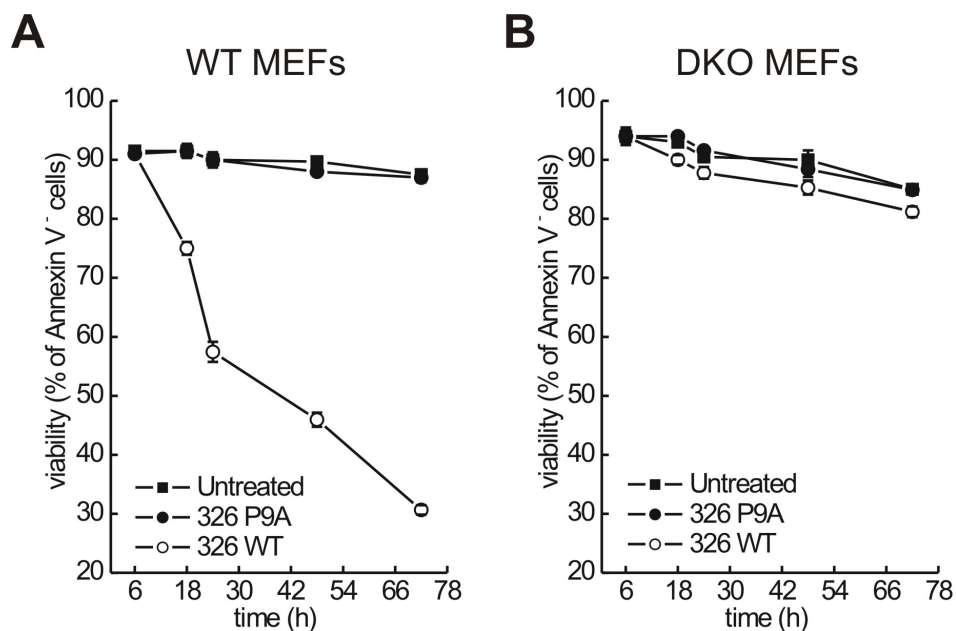 A
WT MEFs
viability (% of Annexin V⁻ cells)
100
90
80
70
60
50
40
30
20
Untreated
326 P9A
326 WT
6 18 30 42 54 66 78
time (h)
B
DKO MEFs
viability (% of Annexin V⁻ cells)
100
90
80
70
60
50
40
30
20
Untreated
326 P9A
326 WT
6 18 30 42 54 66 78
time (h)